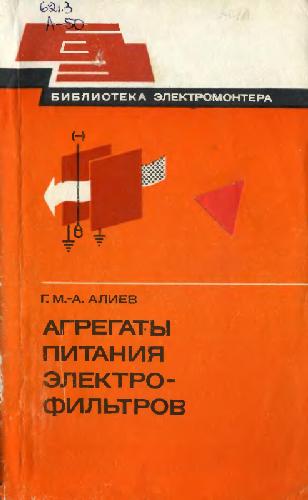 621.3
А-50
БИБЛИОТЕКА ЭЛЕКТРОМОНТЕРА
(–)
Г. М.-А. АЛИЕВ
АГРЕГАТЫ
ПИТАНИЯ
ЭЛЕКТРО-
ФИЛЬТРОВ